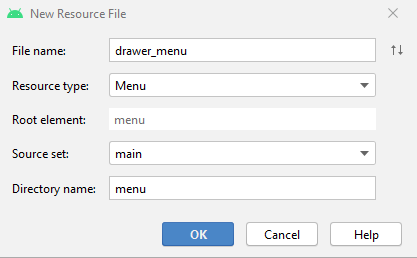 New Resource File
File name: drawer_menu
Resource type: Menu
Root element: menu
Source set: main
Directory name: menu
OK Cancel Help